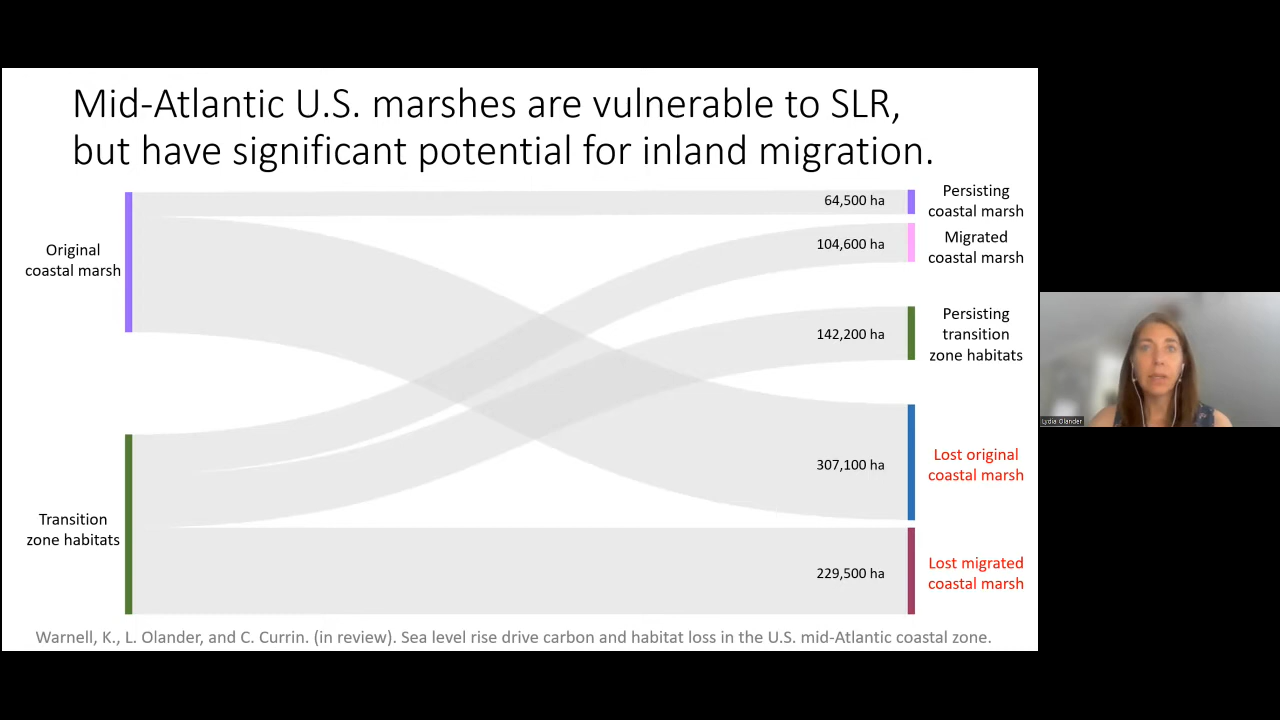 Mid-Atlantic U.S. marshes are vulnerable to SLR,
but have significant potential for inland migration.
Original
coastal marsh
Transition
zone habitats
64,500 ha
Persisting
coastal marsh
104,600 ha
Migrated
coastal marsh
142,200 ha
Persisting
transition
zone habitats
307,100 ha
Lost original
coastal marsh
229,500 ha
Lost migrated
coastal marsh
Warnell, K., L. Olander, and C. Currin. (in review). Sea level rise drive carbon and habitat loss in the U.S. mid-Atlantic coastal zone.
Lydia Olander